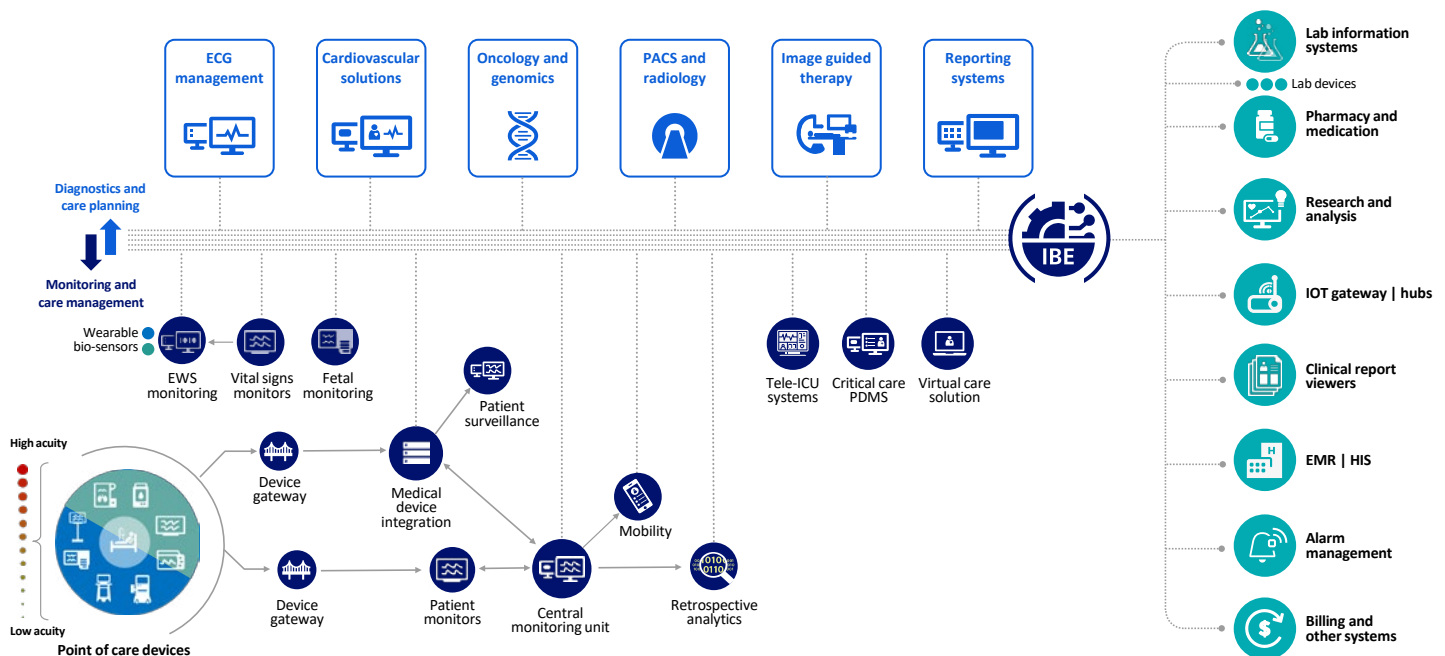 ECG
management
Cardiovascular
solutions
Oncology and
genomics
PACS and
radiology
Image guided
therapy
Reporting
systems
Diagnostics and
care planning
Monitoring and
care management
IBE
Wearable
bio-sensors
EWS
monitoring
Vital signs
monitors
Fetal
monitoring
Patient
surveillance
Tele-ICU
systems
Critical care
PDMS
Virtual care
solution
High acuity
Low acuity
Point of care devices
Device
gateway
Medical
device
integration
Mobility
Device
gateway
Patient
monitors
Central
monitoring unit
Retrospective
analytics
Lab information
systems
Lab devices
Pharmacy and
medication
Research and
analysis
IOT gateway | hubs
Clinical report
viewers
H
EMR | HIS
Alarm
management
$
Billing and
other systems